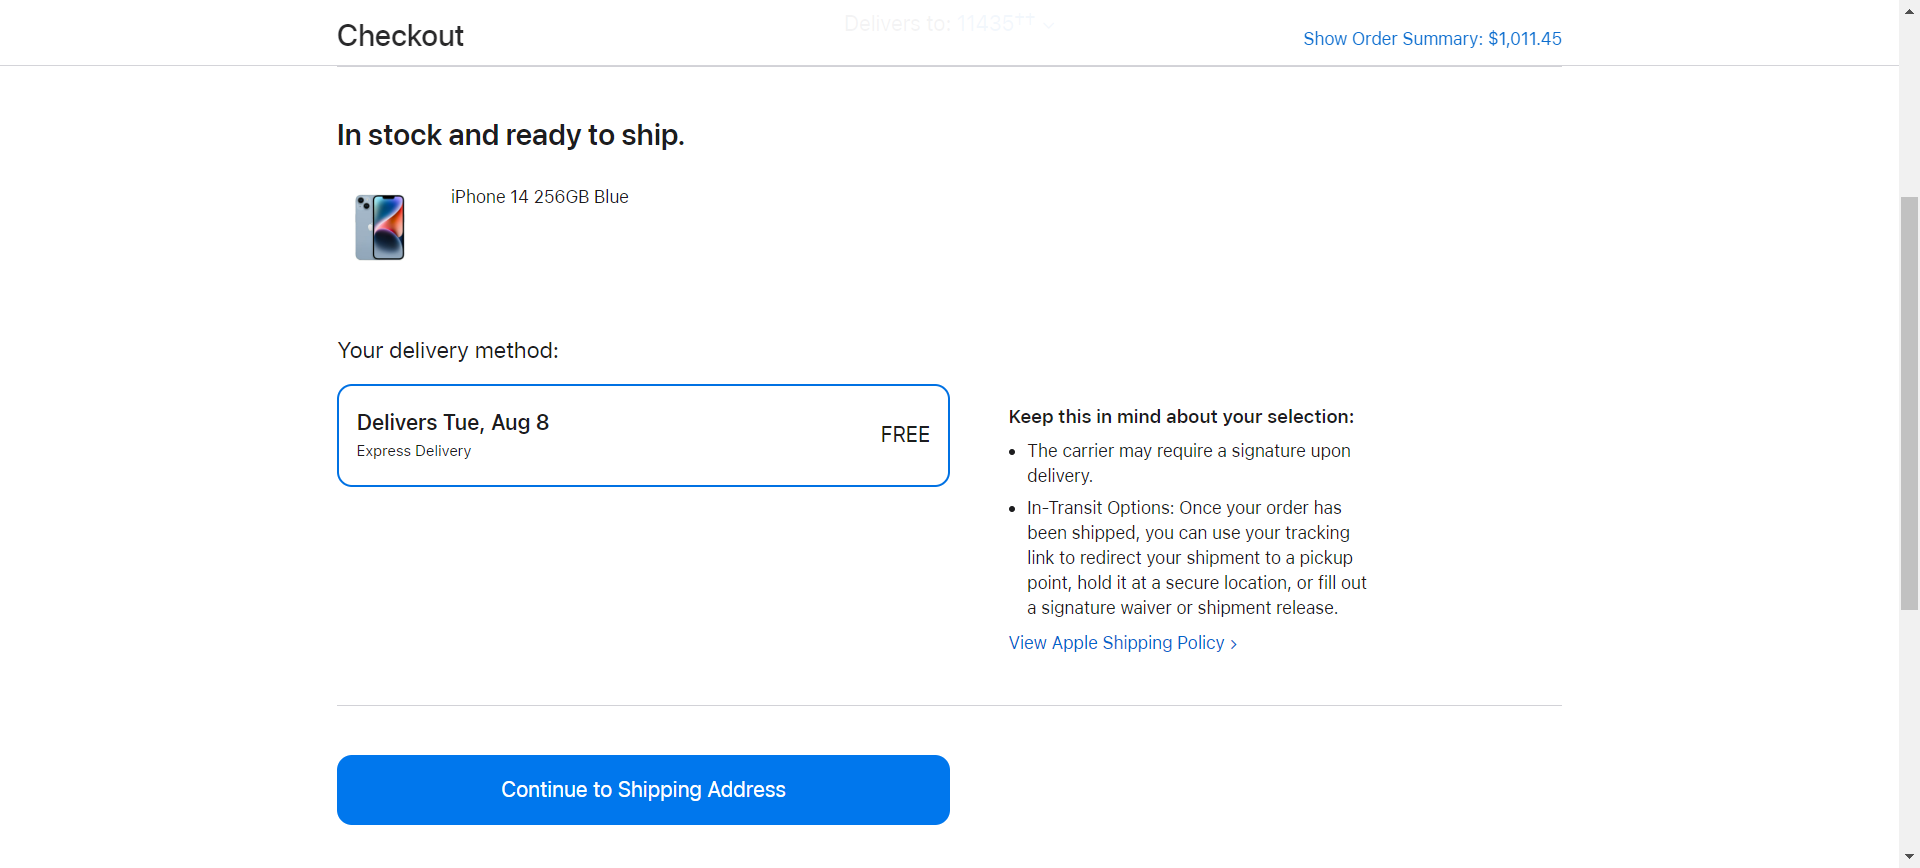 Checkout
Delivers to: 11435††
Show Order Summary: $1,011.45
In stock and ready to ship.
iPhone 14 256GB Blue
Your delivery method:
Delivers Tue, Aug 8
Express Delivery
FREE
Keep this in mind about your selection:
• The carrier may require a signature upon
delivery.
• In-Transit Options: Once your order has
been shipped, you can use your tracking
link to redirect your shipment to a pickup
point, hold it at a secure location, or fill out
a signature waiver or shipment release.
View Apple Shipping Policy >
Continue to Shipping Address